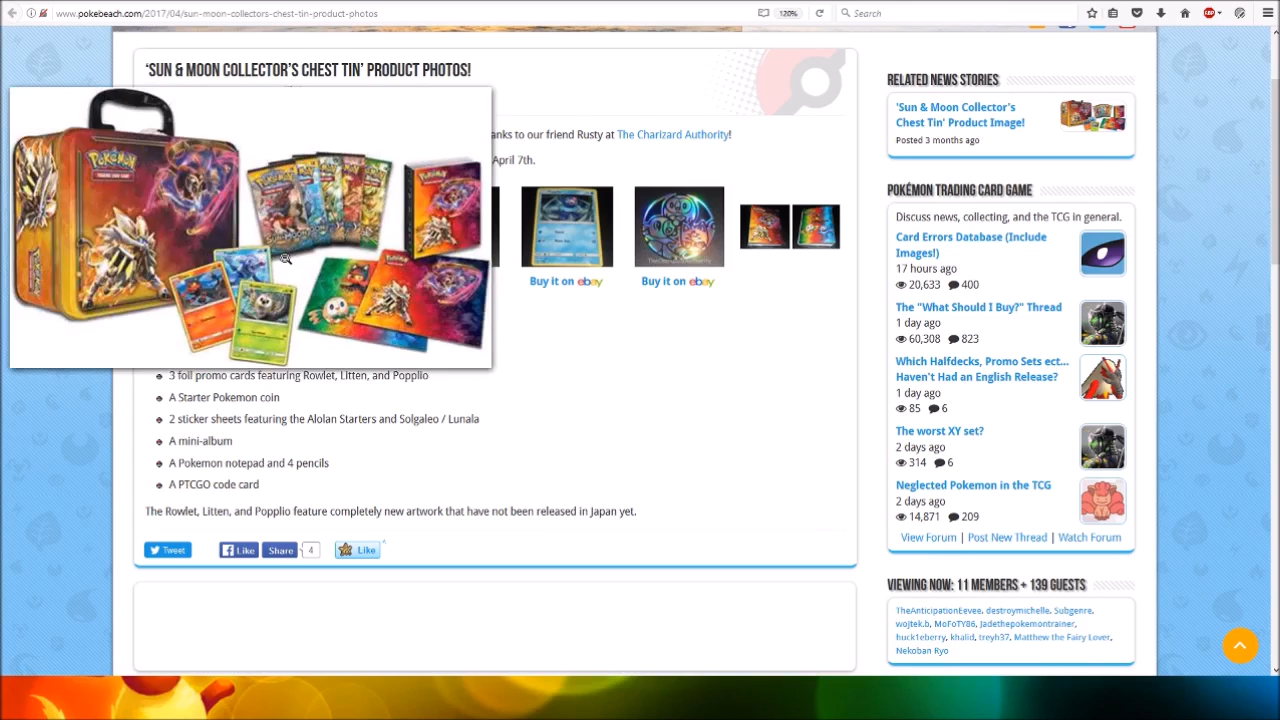 www.pokebeach.com/2017/04/sun-moon-collectors-chest-tin-product-photos
120%
Search
'SUN & MOON COLLECTOR'S CHEST TIN' PRODUCT PHOTOS!
anks to our friend Rusty at The Charizard Authority!
April 7th.
POKÉMON
Buy it on ebay
Buy it on ebay
3 foil promo cards featuring Rowlet, Litten, and Popplio
A Starter Pokemon coin
2 sticker sheets featuring the Alolan Starters and Solgaleo / Lunala
A mini-album
A Pokemon notepad and 4 pencils
A PTCGO code card
The Rowlet, Litten, and Popplio feature completely new artwork that have not been released in Japan yet.
Tweet
Like
Share
4
Like
RELATED NEWS STORIES
'Sun & Moon Collector's
Chest Tin' Product Image!
Posted 3 months ago
POKÉMON TRADING CARD GAME
Discuss news, collecting, and the TCG in general.
Card Errors Database (Include
Images!)
17 hours ago
20,633 400
The "What Should I Buy?" Thread
1 day ago
60,308 823
Which Halfdecks, Promo Sets ect...
Haven't Had an English Release?
1 day ago
85 6
The worst XY set?
2 days ago
314 6
Neglected Pokemon in the TCG
2 days ago
14,871 209
View Forum | Post New Thread | Watch Forum
VIEWING NOW: 11 MEMBERS + 139 GUESTS
TheAnticipationEevee, destroymichelle, Subgenre,
wojtek.b, MoFoTY86, Jadethepokemontrainer,
huck1eberry, khalid, treyh37, Matthew the Fairy Lover,
Nekoban Ryo